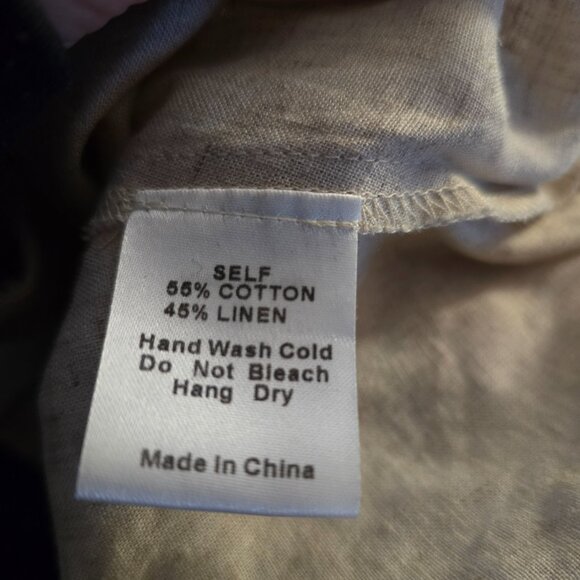 SELF
55% COTTON
45% LINEN
Hand Wash Cold
Do Not Bleach
Hang Dry
Made in China